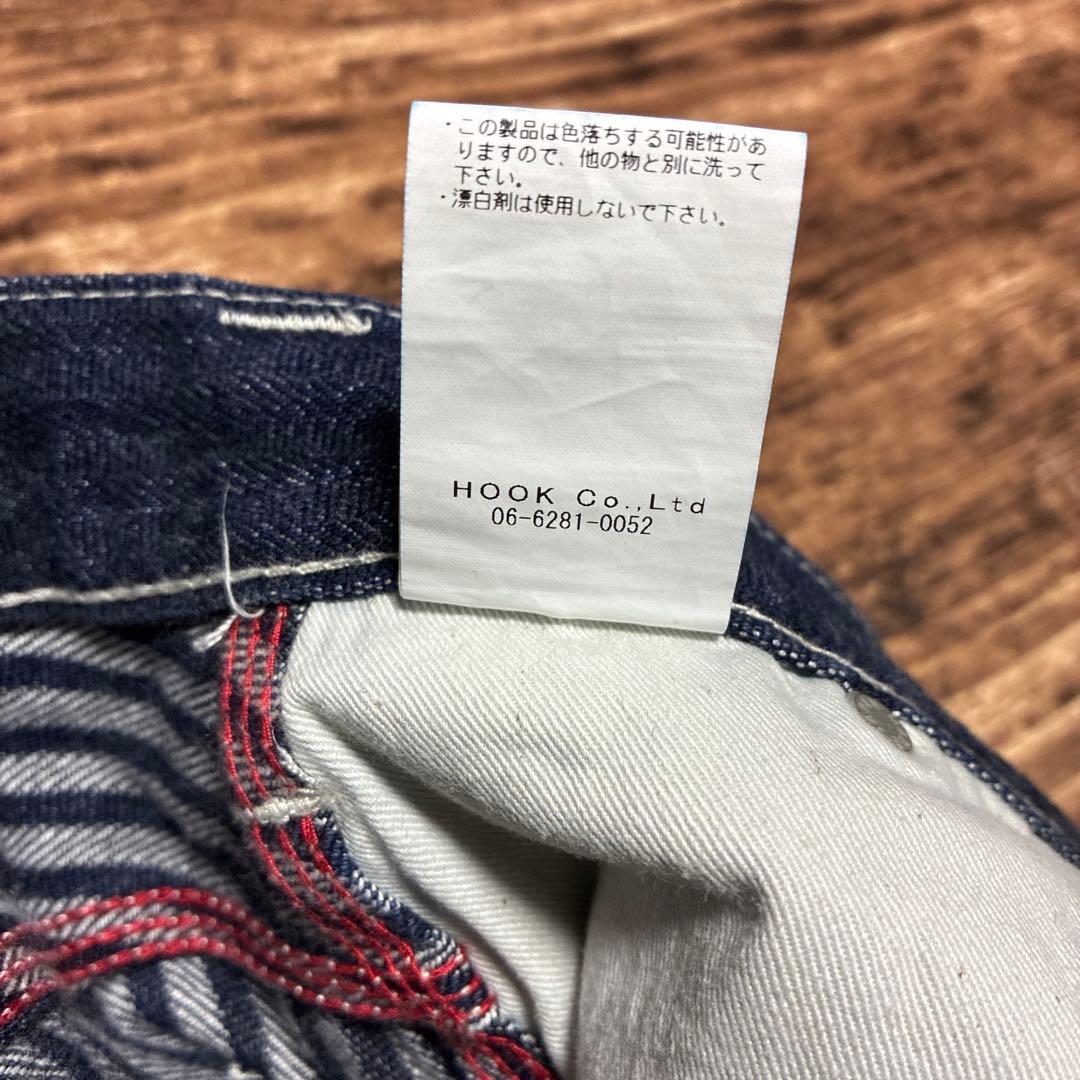 ・この製品は色落ちする可能性があ
りますので、他の物と別に洗って
下さい。
・漂白剤は使用しないで下さい。
HOOK Co.,Ltd
06-6281-0052